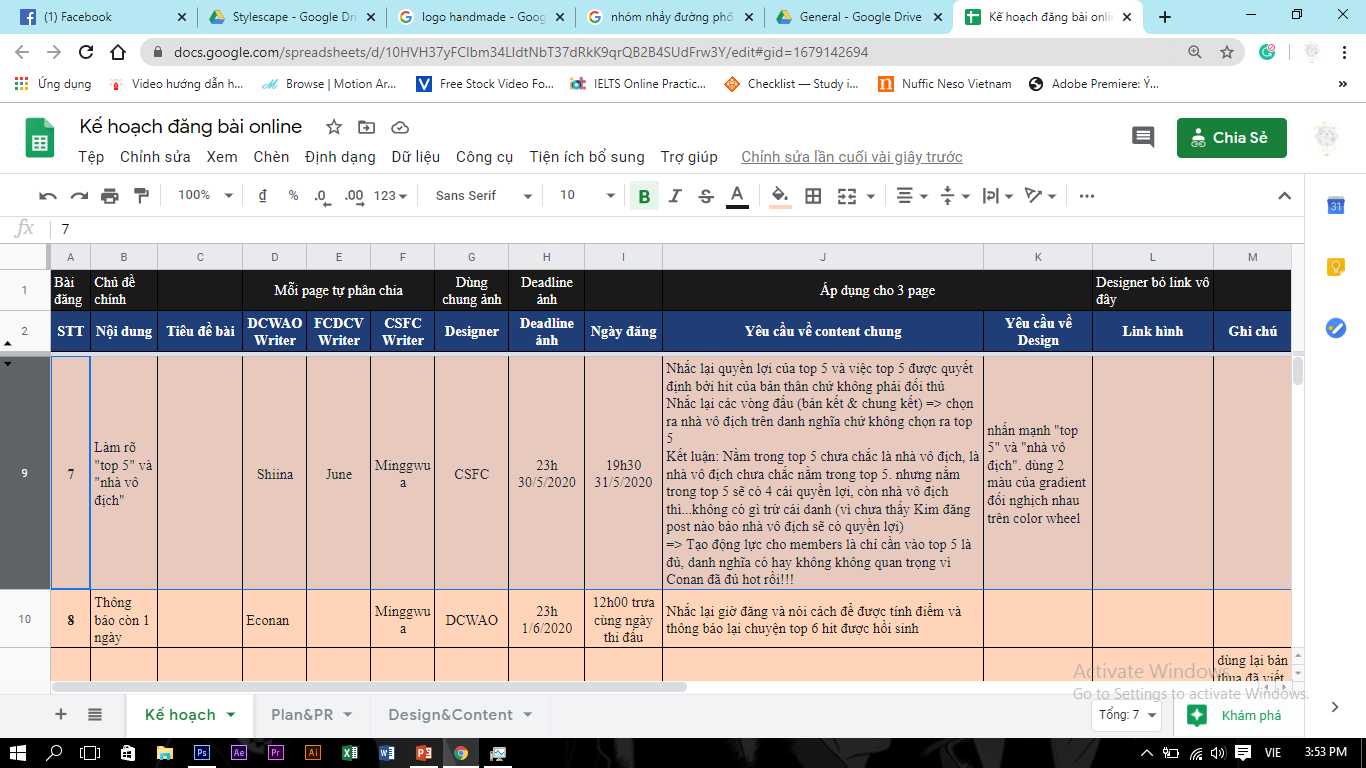 (1) Facebook
Stylescape - Google Dri
logo handmade - Goog
nhóm nhảy đường phố
General - Google Drive
Kế hoạch đăng bài onlin
docs.google.com/spreadsheets/d/10HVH37yFCIbm34LIdtNbT37dRkK9qrQB2B4SUdFrw3Y/edit#gid=1679142694
Ứng dụng
Video hướng dẫn h...
Browse | Motion Ar...
Free Stock Video Fo...
IELTS Online Practic...
Checklist — Study i...
Nuffic Neso Vietnam
Adobe Premiere: Ý...
»
Kế hoạch đăng bài online
Chia Sẻ
Tệp Chỉnh sửa Xem Chèn Định dạng Dữ liệu Công cụ Tiện ích bổ sung Trợ giúp Chỉnh sửa lần cuối vài giây trước
100% đ % .0 .00 123 Sans Serif 10 B I S A
31
fx 7
A B C D E F G H I J K L M
1
Bài đăng
Chủ đề chính
Mỗi page tự phân chia
Dùng chung ảnh
Deadline ảnh
Áp dụng cho 3 page
Designer bỏ link vô đây
2
STT
Nội dung
Tiêu đề bài
DCWAO Writer
FCDCV Writer
CSFC Writer
Designer
Deadline ảnh
Ngày đăng
Yêu cầu về content chung
Yêu cầu về Design
Link hình
Ghi chú
9
7
Làm rõ
"top 5" và
"nhà vô
địch"
Shiina
June
Minggwu
a
CSFC
23h
30/5/2020
19h30
31/5/2020
Nhắc lại quyền lợi của top 5 và việc top 5 được quyết
định bởi hit của bản thân chứ không phải đối thủ
Nhắc lại các vòng đấu (bán kết & chung kết) => chọn
ra nhà vô địch trên danh nghĩa chứ không chọn ra top
5
Kết luận: Nằm trong top 5 chưa chắc là nhà vô địch, là
nhà vô địch chưa chắc nằm trong top 5. nhưng nằm
trong top 5 sẽ có 4 cái quyền lợi, còn nhà vô địch
thì...không có gì trừ cái danh (vì chưa thấy Kim đăng
post nào bảo nhà vô địch sẽ có quyền lợi)
=> Tạo động lực cho members là chỉ cần vào top 5 là
đủ, danh nghĩa có hay không không quan trọng vì
Conan đã đủ hot rồi!!!
nhấn mạnh "top
5" và "nhà vô
địch". dùng 2
màu của gradient
đối nghịch nhau
trên color wheel
10
8
Thông
báo còn 1
ngày
Econan
Minggwu
a
DCWAO
23h
1/6/2020
12h00 trưa
cùng ngày
thi đấu
Nhắc lại giờ đăng và nói cách để được tính điểm và
thông báo lại chuyện top 6 hit được hồi sinh
dùng lại bản
thua đã viết
Activate Windows
Go to Settings to activate Windows.
Kế hoạch
Plan&PR
Design&Content
Tổng: 7
Khám phá
Ps Ae Pr Ai
VIE
3:53 PM